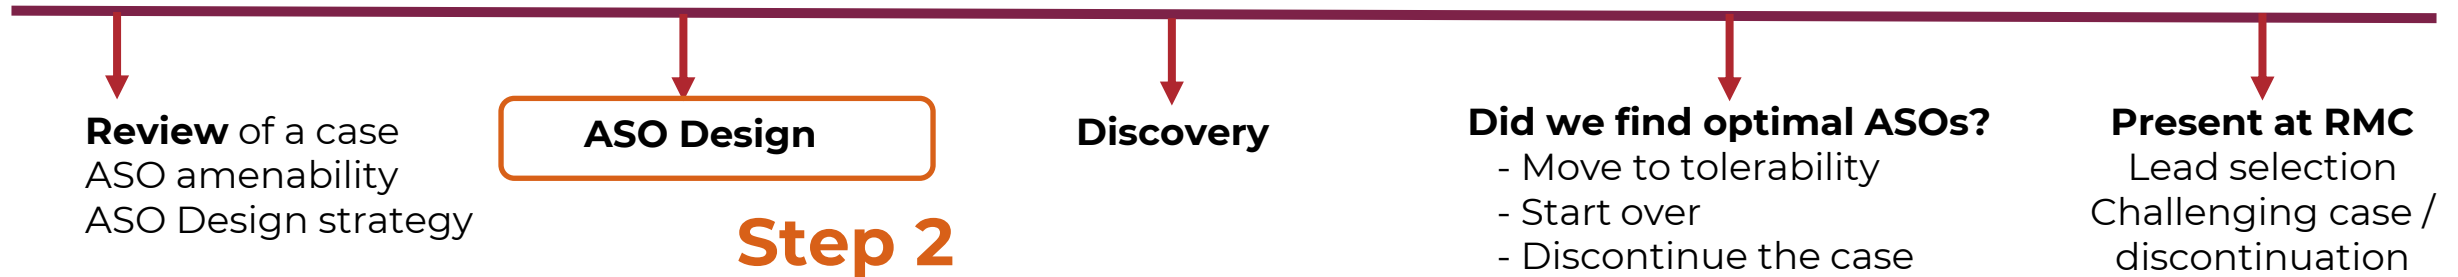 Review of a case
ASO amenability
ASO Design strategy
ASO Design
Step 2
Discovery
Did we find optimal ASOs?
- Move to tolerability
- Start over
- Discontinue the case
Present at RMC
Lead selection
Challenging case /
discontinuation